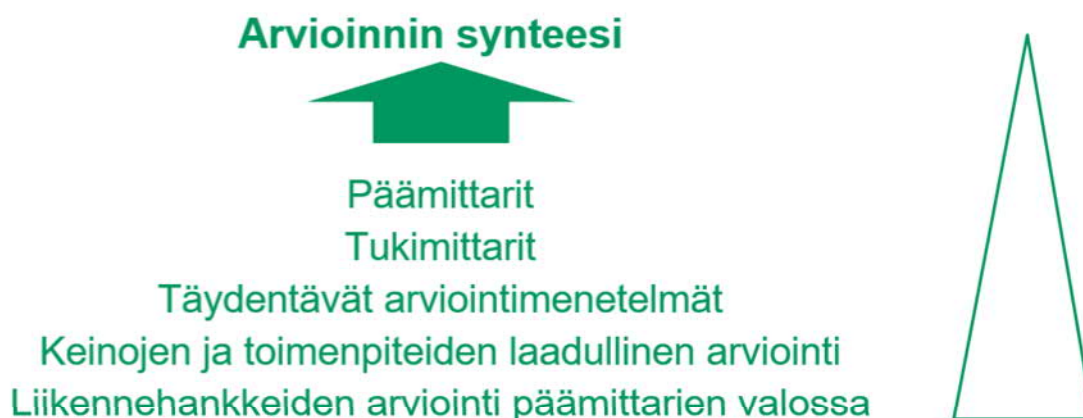 Arvioinnin synteesi
Päämittarit
Tukimittarit
Täydentävät arviointimenetelmät
Keinojen ja toimenpiteiden laadullinen arviointi
Liikennehankkeiden arviointi päämittarien valossa